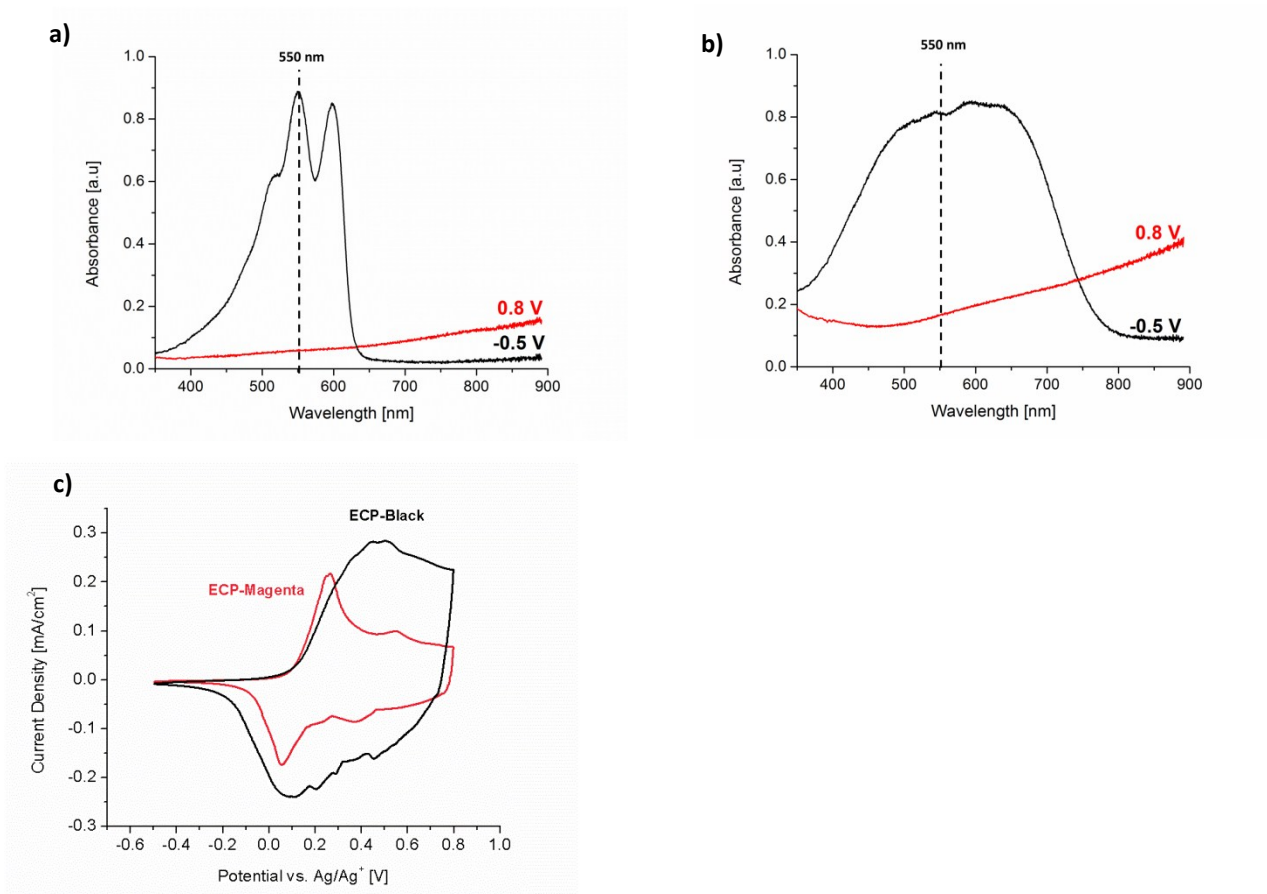 a)
550 nm
1.0
0.8
0.6
0.4
0.2
0.0
Absorbance [a.u]
0.8 V
-0.5 V
400 500 600 700 800 900
Wavelength [nm]
b)
550 nm
1.0
0.8
0.6
0.4
0.2
0.0
Absorbance [a.u]
0.8 V
-0.5 V
400 500 600 700 800 900
Wavelength [nm]
c)
ECP-Black
ECP-Magenta
0.3
0.2
0.1
0.0
-0.1
-0.2
-0.3
Current Density [mA/cm²]
-0.6 -0.4 -0.2 0.0 0.2 0.4 0.6 0.8 1.0
Potential vs. Ag/Ag⁺ [V]